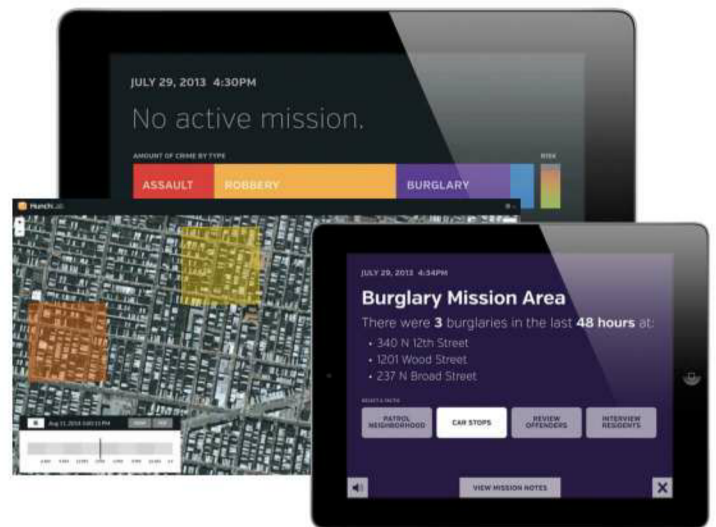 JULY 29, 2013 4:30PM
No active mission.
AMOUNT OF CRIME BY TYPE
RISK
ASSAULT ROBBERY BURGLARY
JULY 29, 2013 4:34PM
Burglary Mission Area
There were 3 burglaries in the last 48 hours at:
• 340 N 12th Street
• 1201 Wood Street
• 237 N Broad Street
PATROL NEIGHBORHOOD
CAR STOPS
REVIEW OFFENDERS
INTERVIEW RESIDENTS
VIEW MISSION NOTES